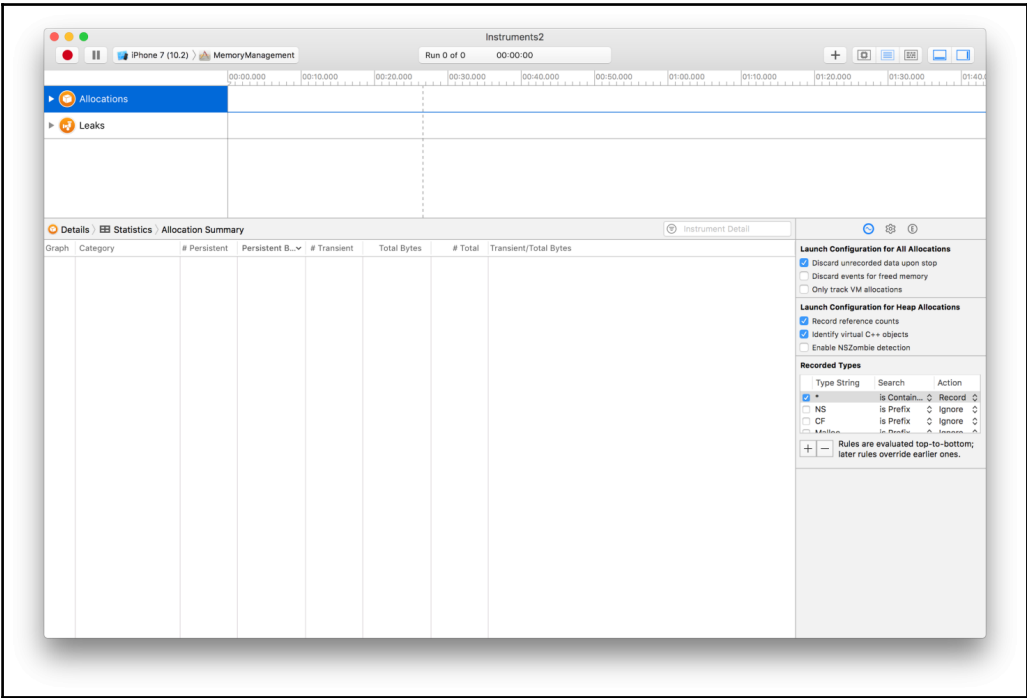 Instruments2
iPhone 7 (10.2) 〉 MemoryManagement
Run 0 of 0 00:00:00
00:00.000 00:10.000 00:20.000 00:30.000 00:40.000 00:50.000 01:00.000 01:10.000 01:20.000 01:30.000 01:40.
Allocations
Leaks
Details 〉 Statistics 〉 Allocation Summary
Instrument Detail
Graph Category # Persistent Persistent B... # Transient Total Bytes # Total Transient/Total Bytes
Launch Configuration for All Allocations
Discard unrecorded data upon stop
Discard events for freed memory
Only track VM allocations
Launch Configuration for Heap Allocations
Record reference counts
Identify virtual C++ objects
Enable NSZombie detection
Recorded Types
Type String Search Action
* is Contain... Record
NS is Prefix Ignore
CF is Prefix Ignore
Malloc is Prefix Ignore
+ − Rules are evaluated top-to-bottom;
later rules override earlier ones.